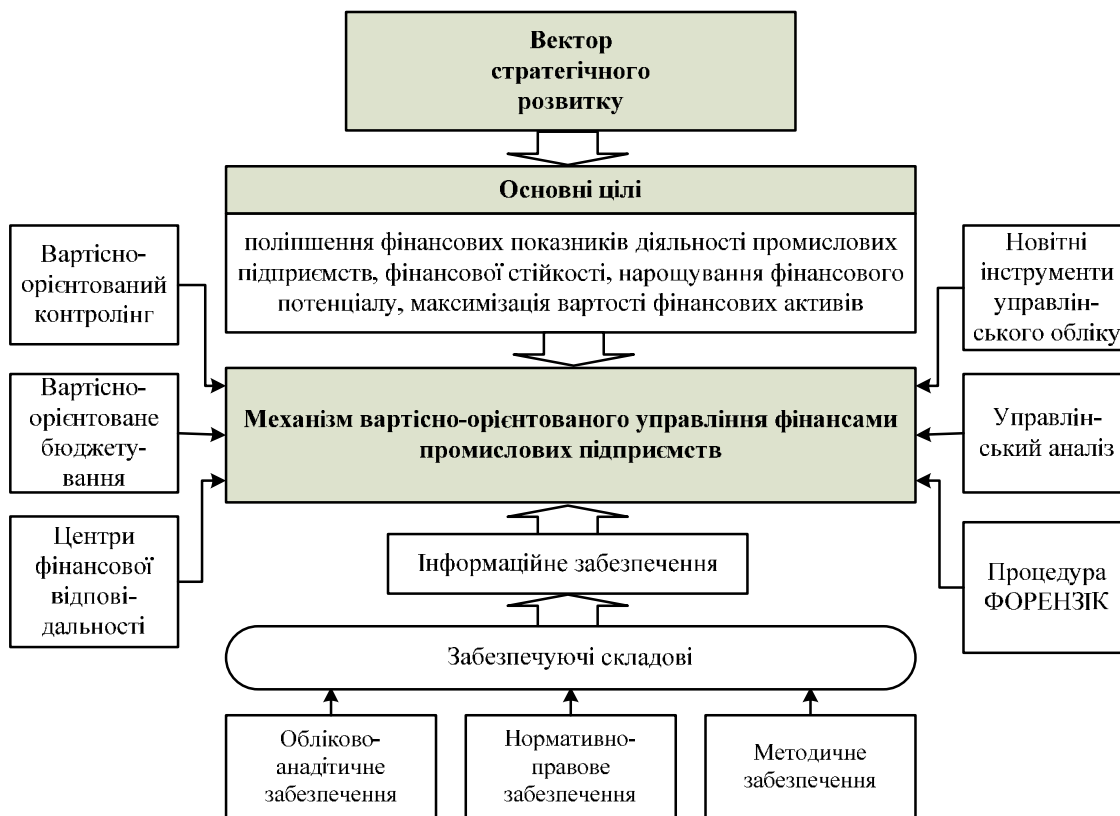 Вектор
стратегічного
розвитку
Основні цілі
поліпшення фінансових показників діяльності промислових
підприємств, фінансової стійкості, нарощування фінансового
потенціалу, максимізація вартості фінансових активів
Вартісно-
орієнтований
контролінг
Вартісно-
орієнтоване
бюджету-
вання
Центри
фінансової
відпові-
дальності
Механізм вартісно-орієнтованого управління фінансами
промислових підприємств
Новітні
інструменти
управлін-
ського обліку
Управлін-
ський аналіз
Процедура
ФОРЕНЗІК
Інформаційне забезпечення
Забезпечуючі складові
Обліково-
анадітичне
забезпечення
Нормативно-
правове
забезпечення
Методичне
забезпечення